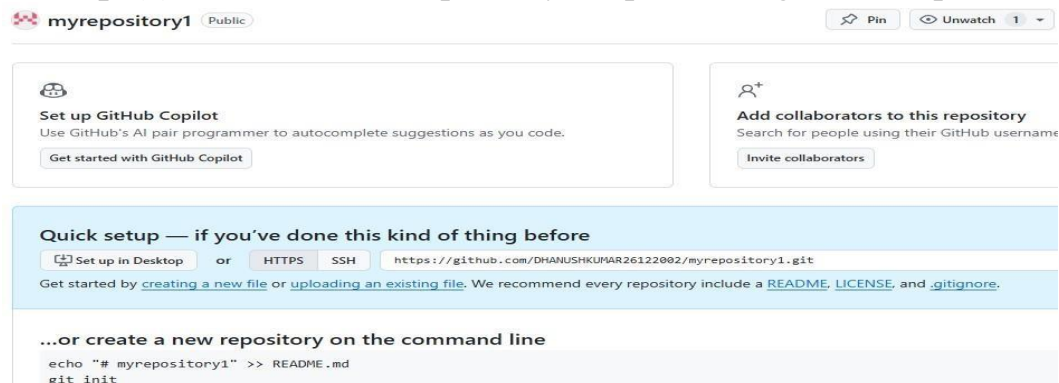 myrepository1 Public
Pin
Unwatch 1
Set up GitHub Copilot
Use GitHub's AI pair programmer to autocomplete suggestions as you code.
Get started with GitHub Copilot
Add collaborators to this repository
Search for people using their GitHub username
Invite collaborators
Quick setup — if you've done this kind of thing before
Set up in Desktop or HTTPS SSH https://github.com/DHANUSHKUMAR26122002/myrepository1.git
Get started by creating a new file or uploading an existing file. We recommend every repository include a README, LICENSE, and .gitignore.
...or create a new repository on the command line
echo "# myrepository1" >> README.md
git init